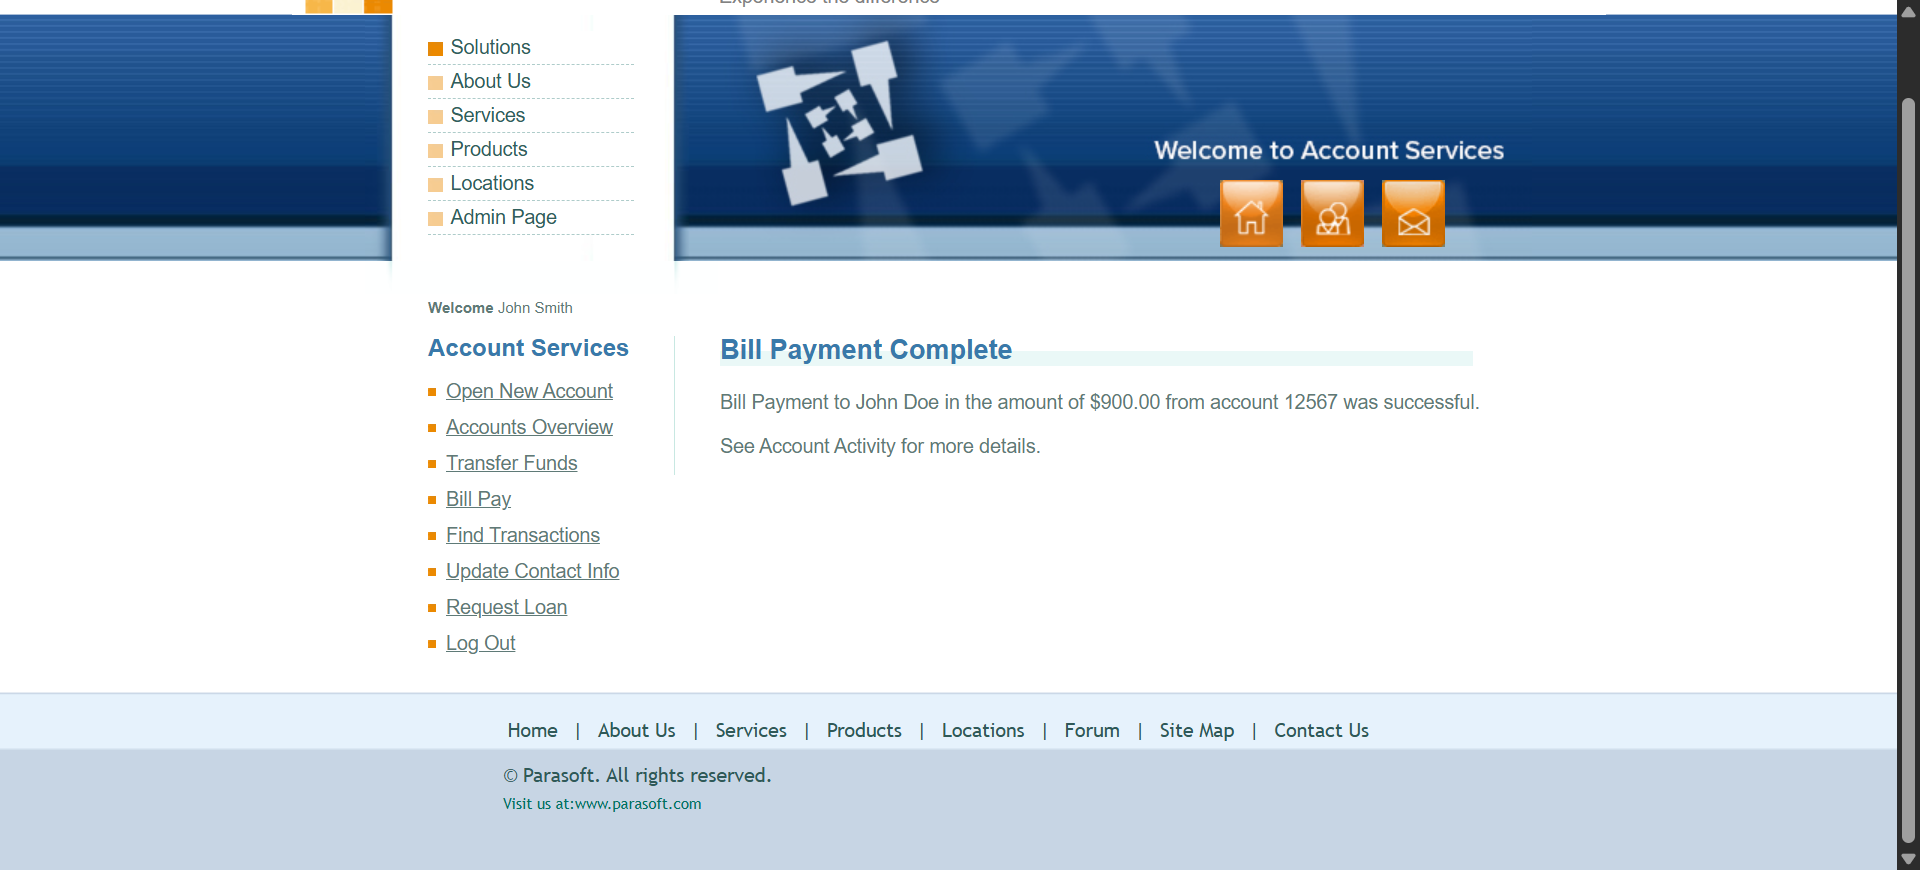 Experience the difference
Solutions
About Us
Services
Products
Locations
Admin Page
Welcome to Account Services
Welcome John Smith
Account Services
Open New Account
Accounts Overview
Transfer Funds
Bill Pay
Find Transactions
Update Contact Info
Request Loan
Log Out
Bill Payment Complete
Bill Payment to John Doe in the amount of $900.00 from account 12567 was successful.
See Account Activity for more details.
Home | About Us | Services | Products | Locations | Forum | Site Map | Contact Us
© Parasoft. All rights reserved.
Visit us at:www.parasoft.com